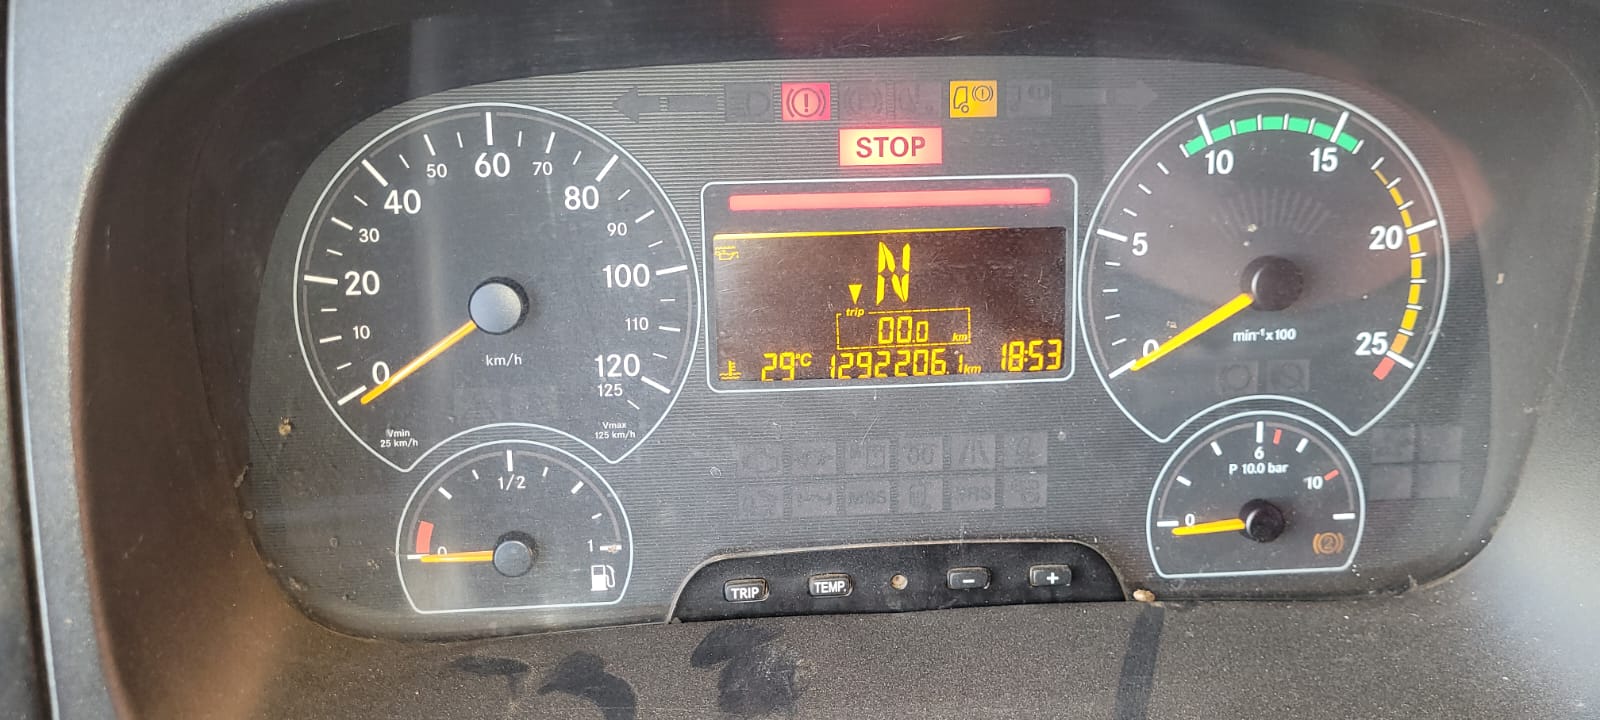 STOP
50 60 70
40 80
30 90
20 100
10 110
0 120
125
km/h
Vmin
25 km/h
Vmax
125 km/h
N
trip
00.0 km
29°C 1292206.1 km 18:53
10 15
5 20
0 25
min⁻¹x100
1/2
0 1
6
P 10.0 bar
0 10
2
TRIP TEMP. - +